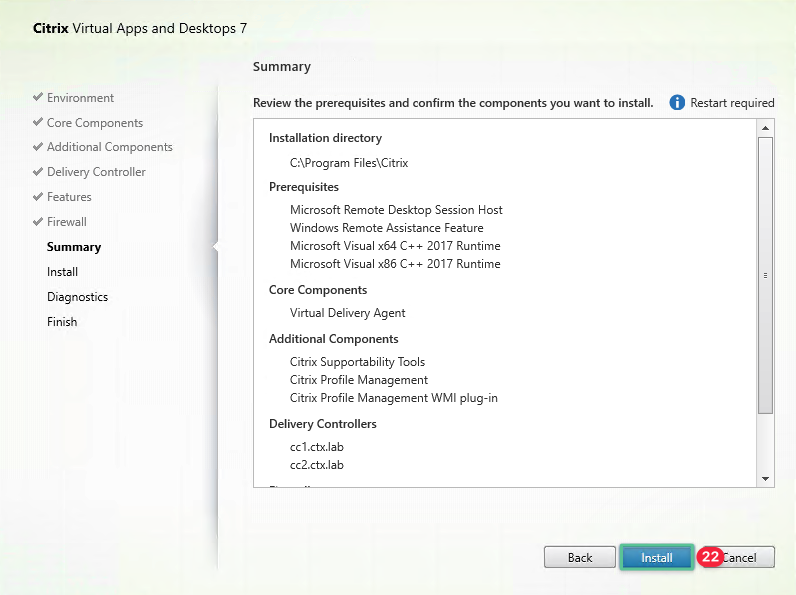 Citrix Virtual Apps and Desktops 7
Environment
Core Components
Additional Components
Delivery Controller
Features
Firewall
Summary
Install
Diagnostics
Finish
Summary
Review the prerequisites and confirm the components you want to install.
Restart required
Installation directory
C:\Program Files\Citrix
Prerequisites
Microsoft Remote Desktop Session Host
Windows Remote Assistance Feature
Microsoft Visual x64 C++ 2017 Runtime
Microsoft Visual x86 C++ 2017 Runtime
Core Components
Virtual Delivery Agent
Additional Components
Citrix Supportability Tools
Citrix Profile Management
Citrix Profile Management WMI plug-in
Delivery Controllers
cc1.ctx.lab
cc2.ctx.lab
Back
Install
22
Cancel